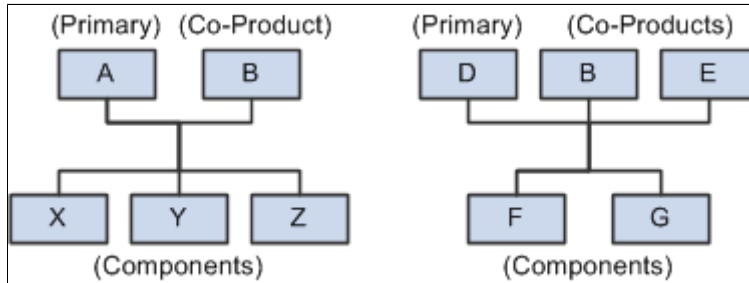 (Primary) (Co-Product) (Primary) (Co-Products)
A B D B E
X Y Z F G
(Components) (Components)